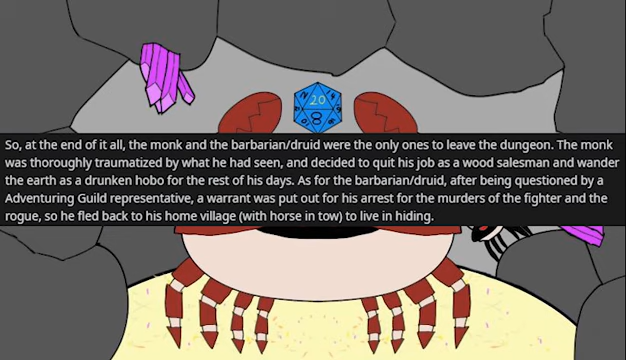 20
8
So, at the end of it all, the monk and the barbarian/druid were the only ones to leave the dungeon. The monk
was thoroughly traumatized by what he had seen, and decided to quit his job as a wood salesman and wander
the earth as a drunken hobo for the rest of his days. As for the barbarian/druid, after being questioned by a
Adventuring Guild representative, a warrant was put out for his arrest for the murders of the fighter and the
rogue, so he fled back to his home village (with horse in tow) to live in hiding.